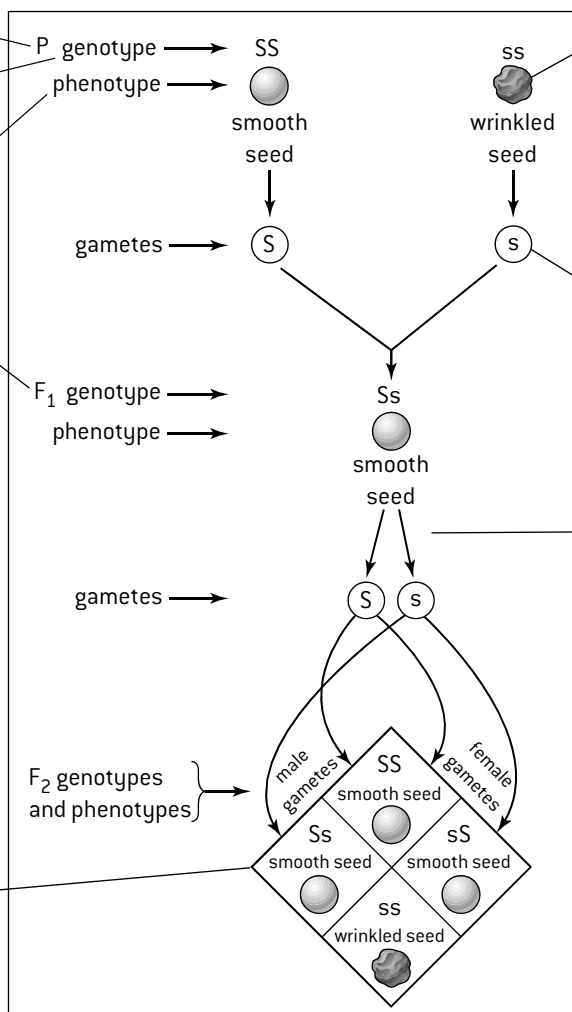 P genotype SS ss
phenotype
smooth wrinkled
seed seed
gametes S s
F₁ genotype Ss
phenotype
smooth
seed
gametes S s
male
gametes
female
gametes
F₂ genotypes
and phenotypes
SS
smooth seed
Ss sS
smooth seed smooth seed
ss
wrinkled seed